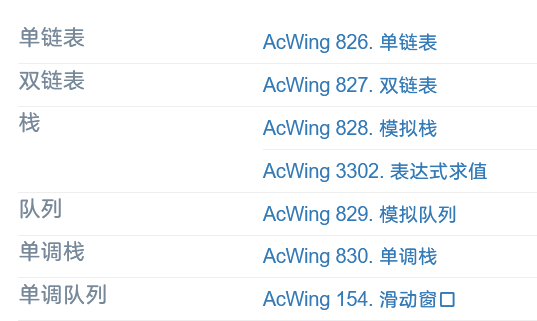 单链表 AcWing 826. 单链表
双链表 AcWing 827. 双链表
栈 AcWing 828. 模拟栈
AcWing 3302. 表达式求值
队列 AcWing 829. 模拟队列
单调栈 AcWing 830. 单调栈
单调队列 AcWing 154. 滑动窗口